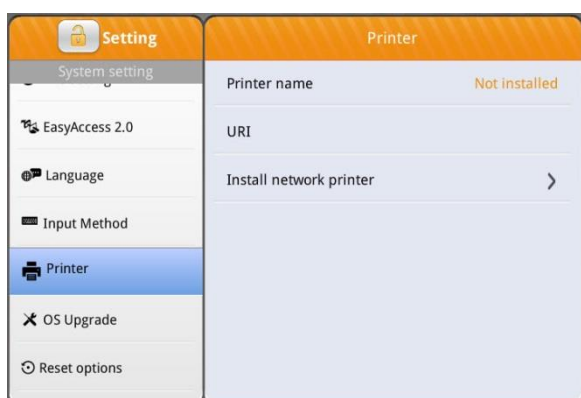 Setting
System setting
EasyAccess 2.0
Language
Input Method
Printer
OS Upgrade
Reset options
Printer
Printer name Not installed
URI
Install network printer